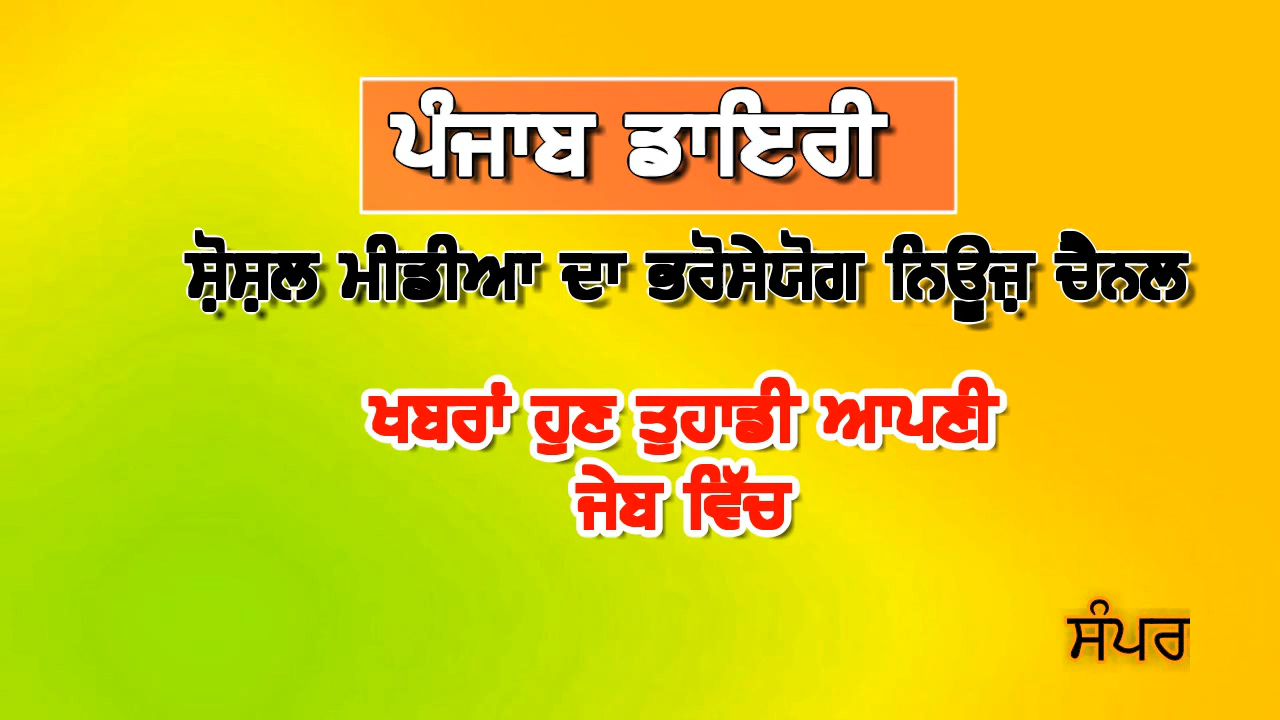 ਪੰਜਾਬ ਡਾਇਰੀ
ਸ਼ੋਸ਼ਲ ਮੀਡੀਆ ਦਾ ਭਰੋਸੇਯੋਗ ਨਿਊਜ਼ ਚੈਨਲ
ਖਬਰਾਂ ਹੁਣ ਤੁਹਾਡੀ ਆਪਣੀ
ਜੇਬ ਵਿੱਚ
ਸੰਪਰ